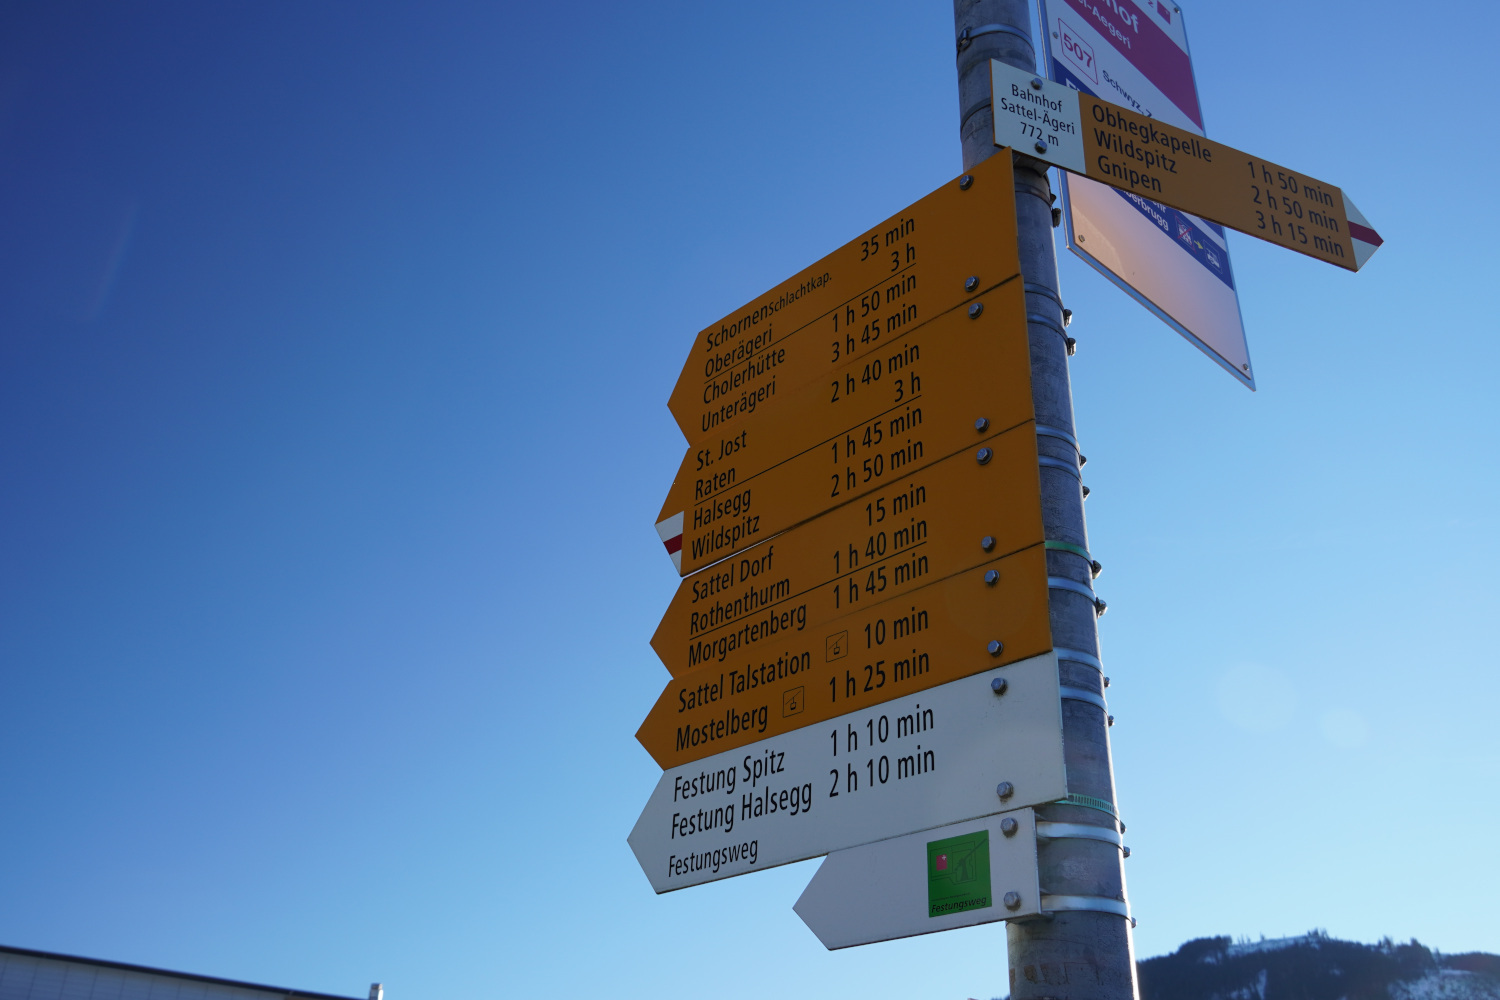 507
Schwyz
Bahnhof
Sattel-Ägeri
772 m
Obhegkapelle 1 h 50 min
Wildspitz 2 h 50 min
Gnipen 3 h 15 min
Schornenschlachtkap. 35 min
Oberägeri 3 h
Cholerhütte 1 h 50 min
Unterägeri 3 h 45 min
St. Jost 2 h 40 min
Raten 3 h
Halsegg 1 h 45 min
Wildspitz 2 h 50 min
Sattel Dorf 15 min
Rothenthurm 1 h 40 min
Morgartenberg 1 h 45 min
Sattel Talstation 10 min
Mostelberg 1 h 25 min
Festung Spitz 1 h 10 min
Festung Halsegg 2 h 10 min
Festungsweg
Festungsweg